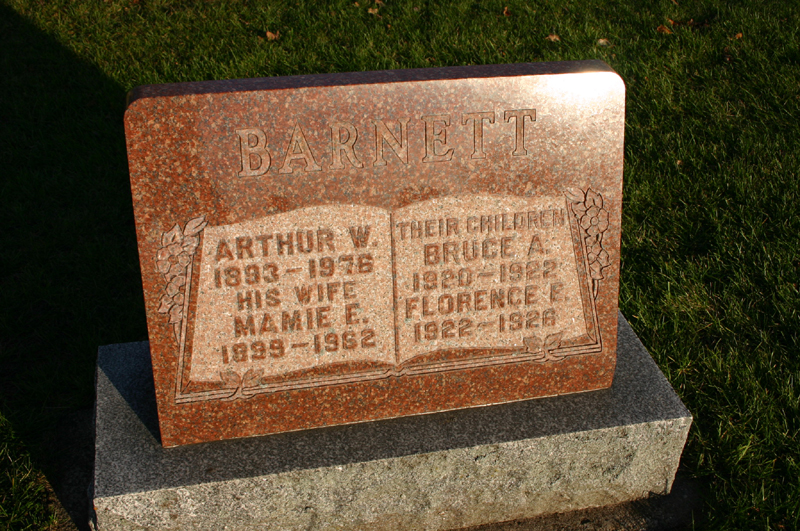 BARNETT
ARTHUR W.
1893-1976
HIS WIFE
MAMIE E.
1899-1962
THEIR CHILDREN
BRUCE A.
1920-1922
FLORENCE E.
1922-1926